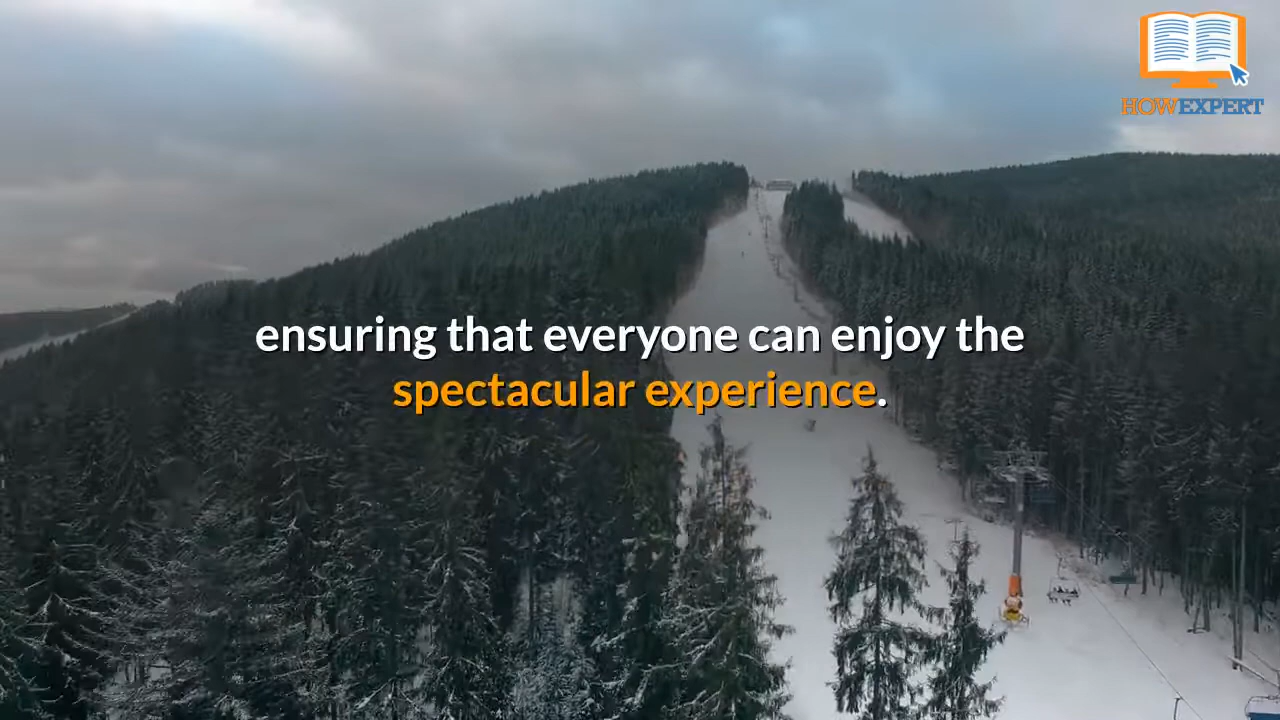 HOWEXPERT
ensuring that everyone can enjoy the
spectacular experience.